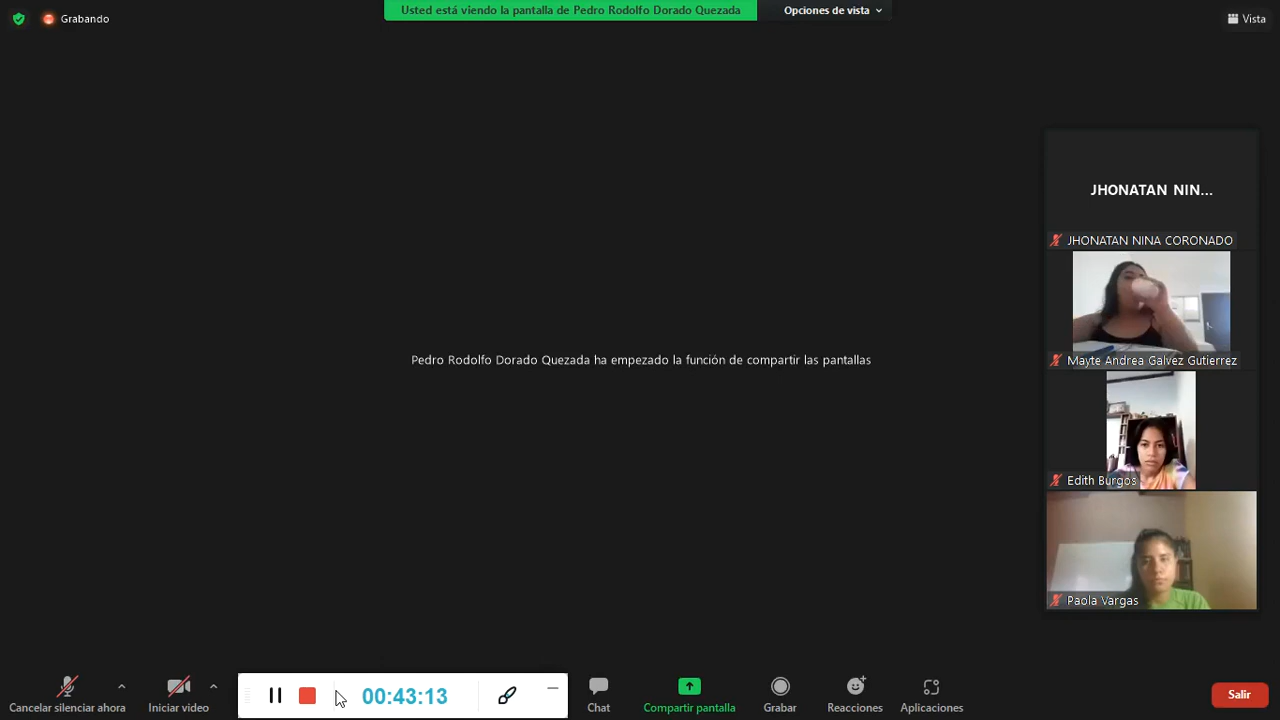 Grabando
Usted está viendo la pantalla de Pedro Rodolfo Dorado Quezada
Opciones de vista
Vista
JHONATAN NIN...
JHONATAN NINA CORONADO
Mayte Andrea Galvez Gutierrez
Pedro Rodolfo Dorado Quezada ha empezado la función de compartir las pantallas
Edith Burgos
Paola Vargas
00:43:13
Cancelar silenciar ahora
Iniciar video
Chat
Compartir pantalla
Grabar
Reacciones
Aplicaciones
Salir